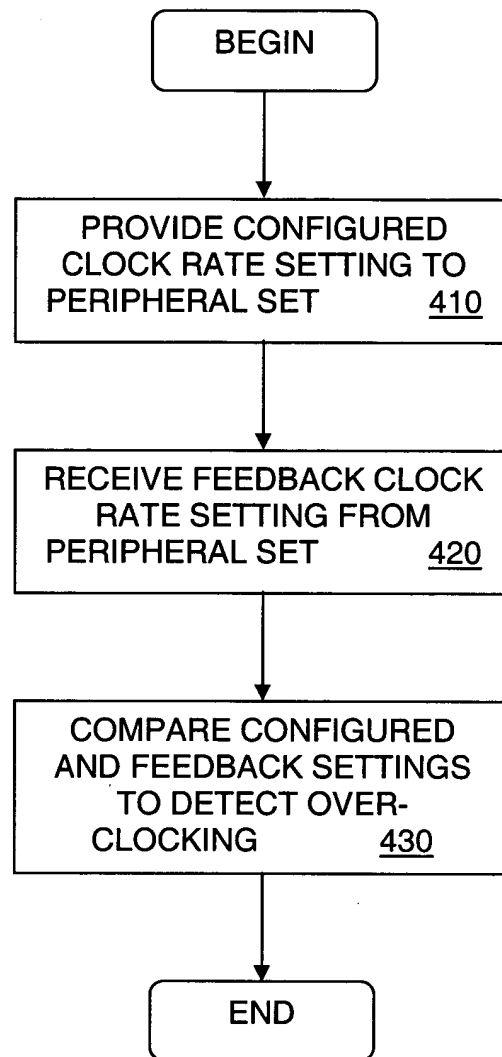 BEGIN
PROVIDE CONFIGURED
CLOCK RATE SETTING TO
PERIPHERAL SET 410
RECEIVE FEEDBACK CLOCK
RATE SETTING FROM
PERIPHERAL SET 420
COMPARE CONFIGURED
AND FEEDBACK SETTINGS
TO DETECT OVER-
CLOCKING 430
END